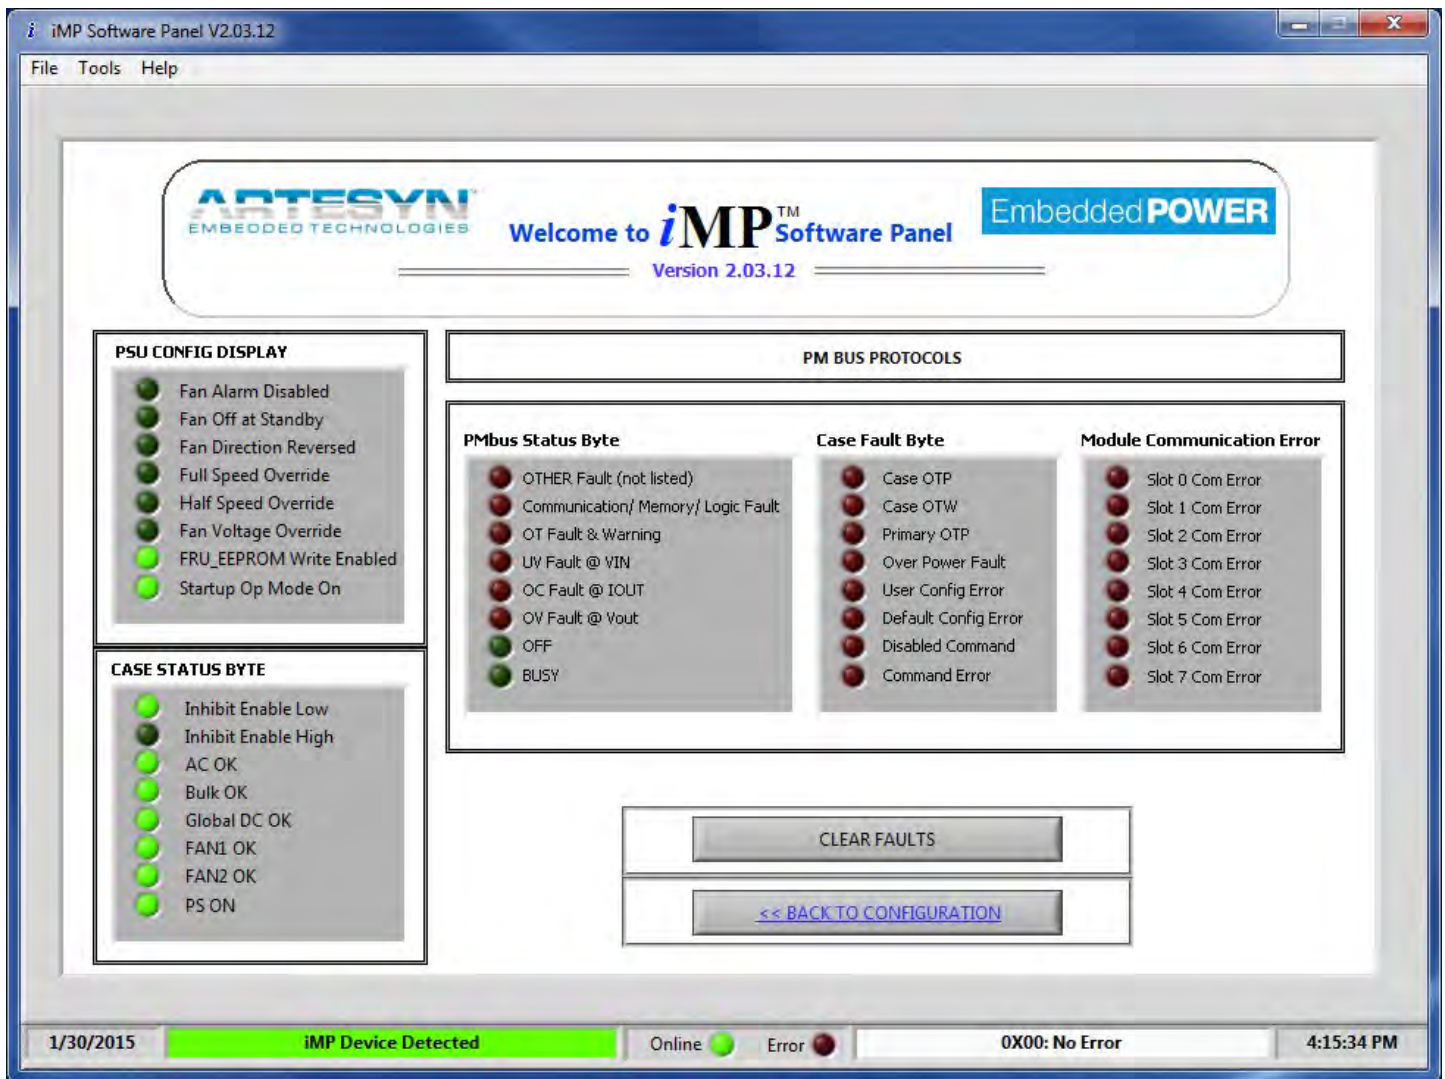 i iMP Software Panel V2.03.12
File Tools Help
ARTESYN™
EMBEDDED TECHNOLOGIES
Welcome to iMP™ Software Panel
Version 2.03.12
Embedded POWER
PSU CONFIG DISPLAY
Fan Alarm Disabled
Fan Off at Standby
Fan Direction Reversed
Full Speed Override
Half Speed Override
Fan Voltage Override
FRU_EEPROM Write Enabled
Startup Op Mode On
CASE STATUS BYTE
Inhibit Enable Low
Inhibit Enable High
AC OK
Bulk OK
Global DC OK
FAN1 OK
FAN2 OK
PS ON
PM BUS PROTOCOLS
PMbus Status Byte
OTHER Fault (not listed)
Communication/ Memory/ Logic Fault
OT Fault & Warning
UV Fault @ VIN
OC Fault @ IOUT
OV Fault @ Vout
OFF
BUSY
Case Fault Byte
Case OTP
Case OTW
Primary OTP
Over Power Fault
User Config Error
Default Config Error
Disabled Command
Command Error
Module Communication Error
Slot 0 Com Error
Slot 1 Com Error
Slot 2 Com Error
Slot 3 Com Error
Slot 4 Com Error
Slot 5 Com Error
Slot 6 Com Error
Slot 7 Com Error
CLEAR FAULTS
<< BACK TO CONFIGURATION
1/30/2015 iMP Device Detected Online Error 0X00: No Error 4:15:34 PM